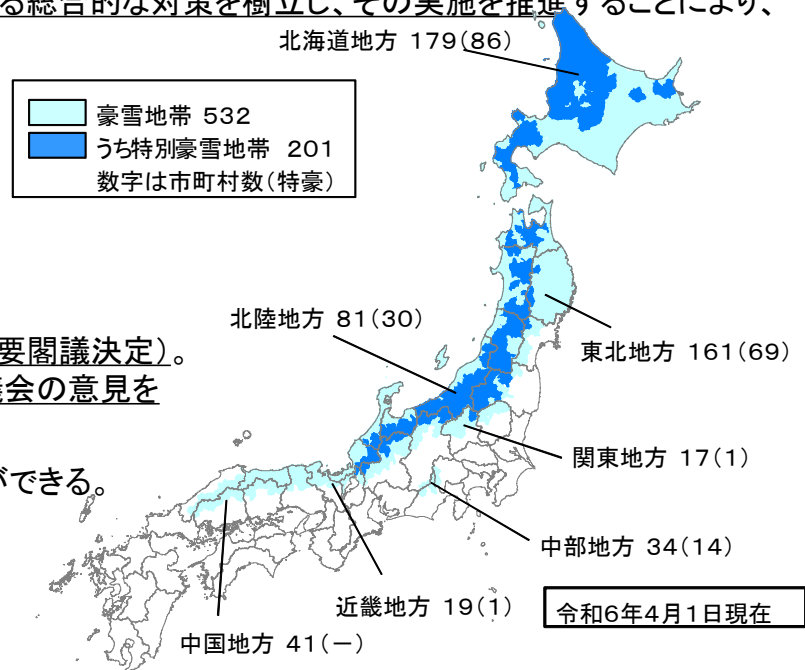 る総合的な対策を樹立し、その実施を推進することにより、
北海道地方 179(86)
豪雪地帯 532
うち特別豪雪地帯 201
数字は市町村数(特豪)
北陸地方 81(30)
要閣議決定)。
東北地方 161(69)
会の意見を
関東地方 17(1)
ができる。
中部地方 34(14)
近畿地方 19(1)
令和6年4月1日現在
中国地方 41(-)